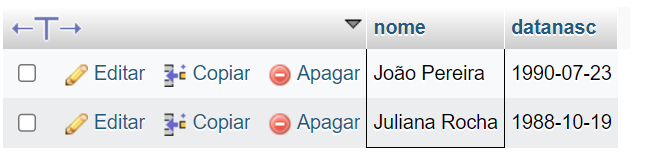 nome datanasc
Editar Copiar Apagar João Pereira 1990-07-23
Editar Copiar Apagar Juliana Rocha 1988-10-19